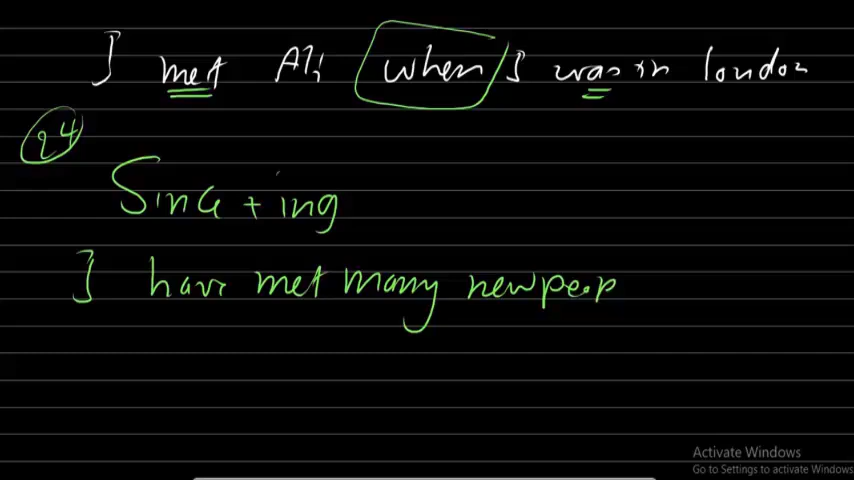 I met Ali when I was in london
24
Since + ing
I have met many new peop
Activate Windows
Go to Settings to activate Windows